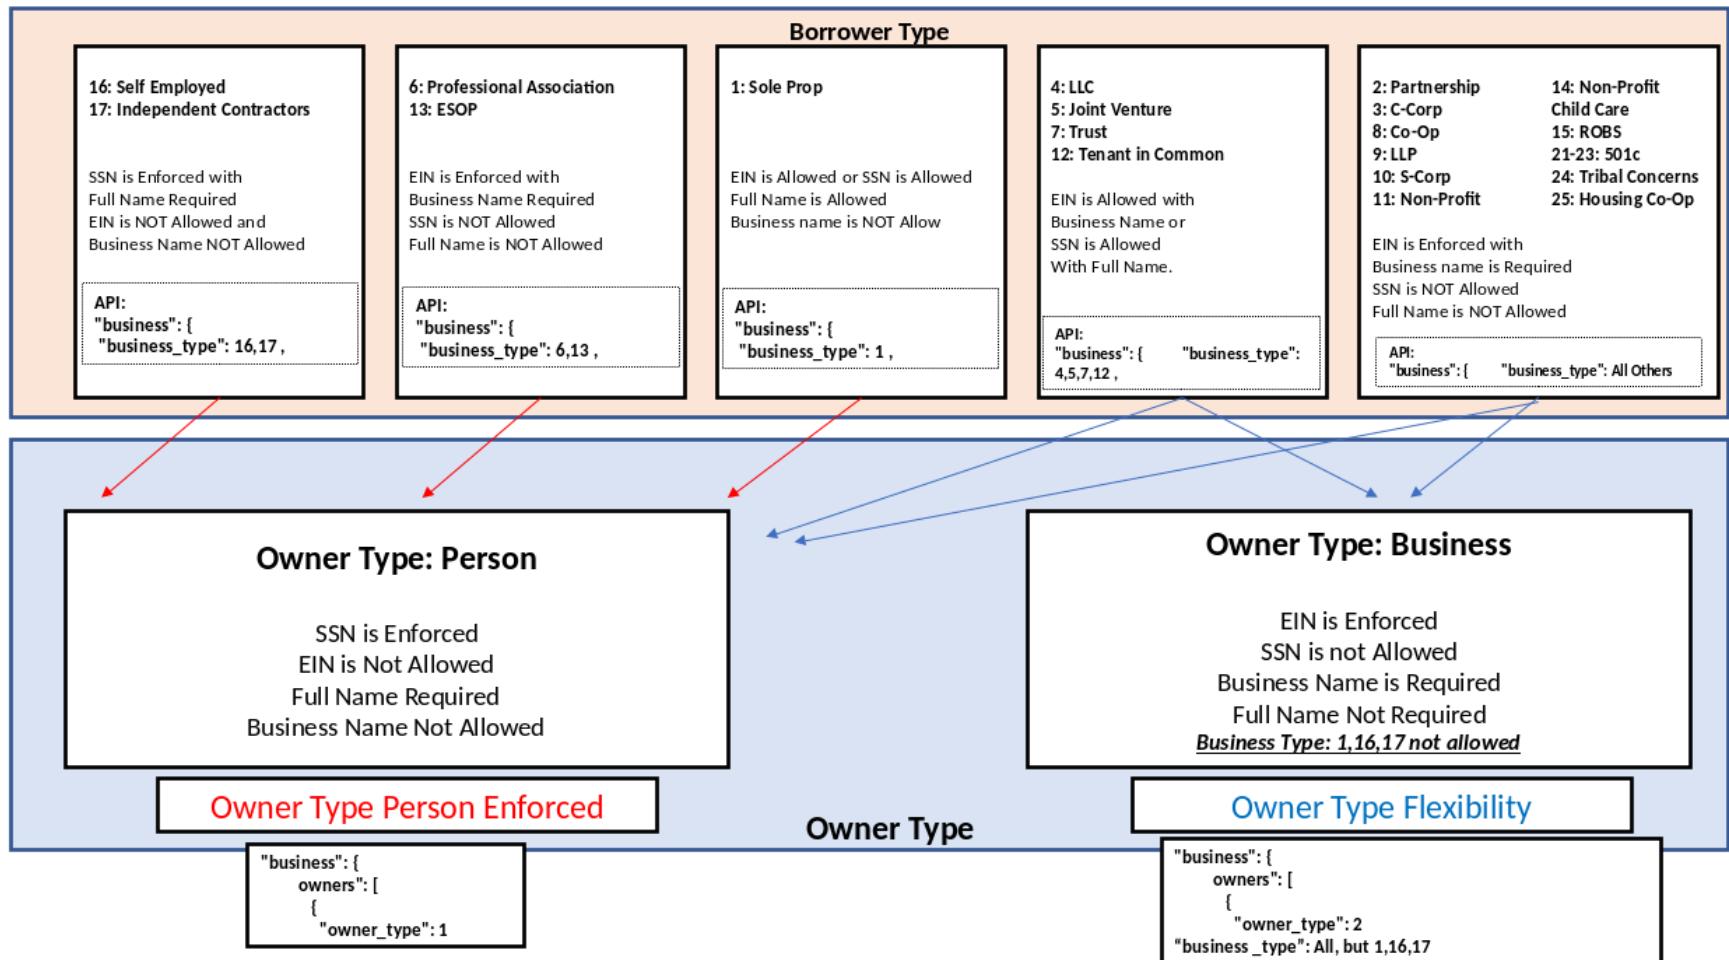 Borrower Type
16: Self Employed
17: Independent Contractors
SSN is Enforced with
Full Name Required
EIN is NOT Allowed and
Business Name NOT Allowed
API:
"business": {
"business_type": 16,17 ,
6: Professional Association
13: ESOP
EIN is Enforced with
Business Name Required
SSN is NOT Allowed
Full Name is NOT Allowed
API:
"business": {
"business_type": 6,13 ,
1: Sole Prop
EIN is Allowed or SSN is Allowed
Full Name is Allowed
Business name is NOT Allow
API:
"business": {
"business_type": 1 ,
4: LLC
5: Joint Venture
7: Trust
12: Tenant in Common
EIN is Allowed with
Business Name or
SSN is Allowed
With Full Name.
API:
"business": { "business_type":
4,5,7,12 ,
2: Partnership
3: C-Corp
8: Co-Op
9: LLP
10: S-Corp
11: Non-Profit
14: Non-Profit
Child Care
15: ROBS
21-23: 501c
24: Tribal Concerns
25: Housing Co-Op
EIN is Enforced with
Business name is Required
SSN is NOT Allowed
Full Name is NOT Allowed
API:
"business": { "business_type": All Others
Owner Type: Person
SSN is Enforced
EIN is Not Allowed
Full Name Required
Business Name Not Allowed
Owner Type Person Enforced
"business": {
owners": [
{
"owner_type": 1
Owner Type
Owner Type: Business
EIN is Enforced
SSN is not Allowed
Business Name is Required
Full Name Not Required
Business Type: 1,16,17 not allowed
Owner Type Flexibility
"business": {
owners": [
{
"owner_type": 2
“business _type”: All, but 1,16,17